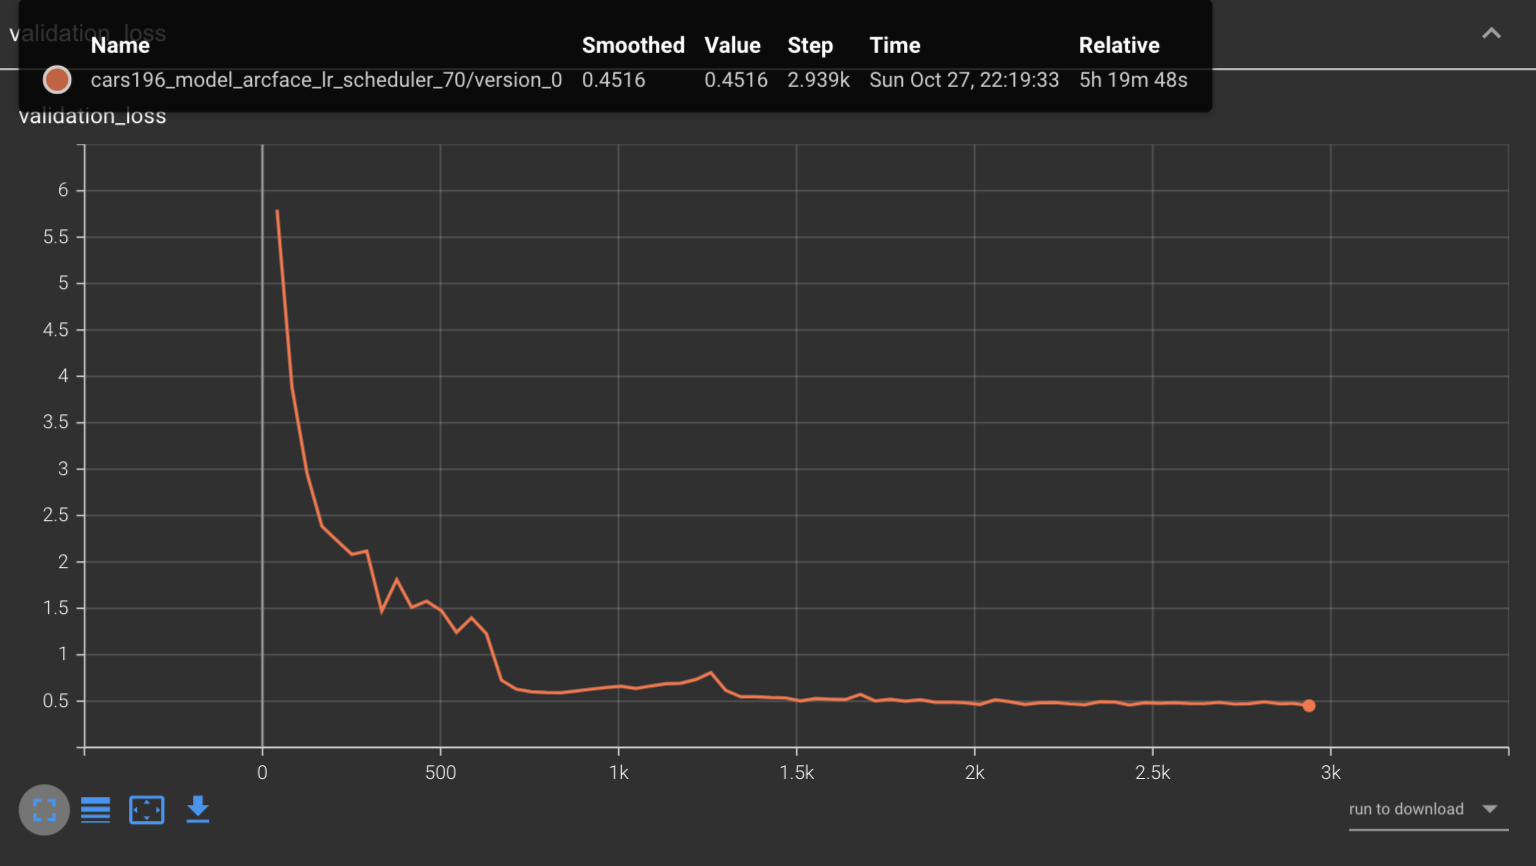 validation_loss
Name Smoothed Value Step Time Relative
cars196_model_arcface_lr_scheduler_70/version_0 0.4516 0.4516 2.939k Sun Oct 27, 22:19:33 5h 19m 48s
validation_loss
6
5.5
5
4.5
4
3.5
3
2.5
2
1.5
1
0.5
0 500 1k 1.5k 2k 2.5k 3k
run to download